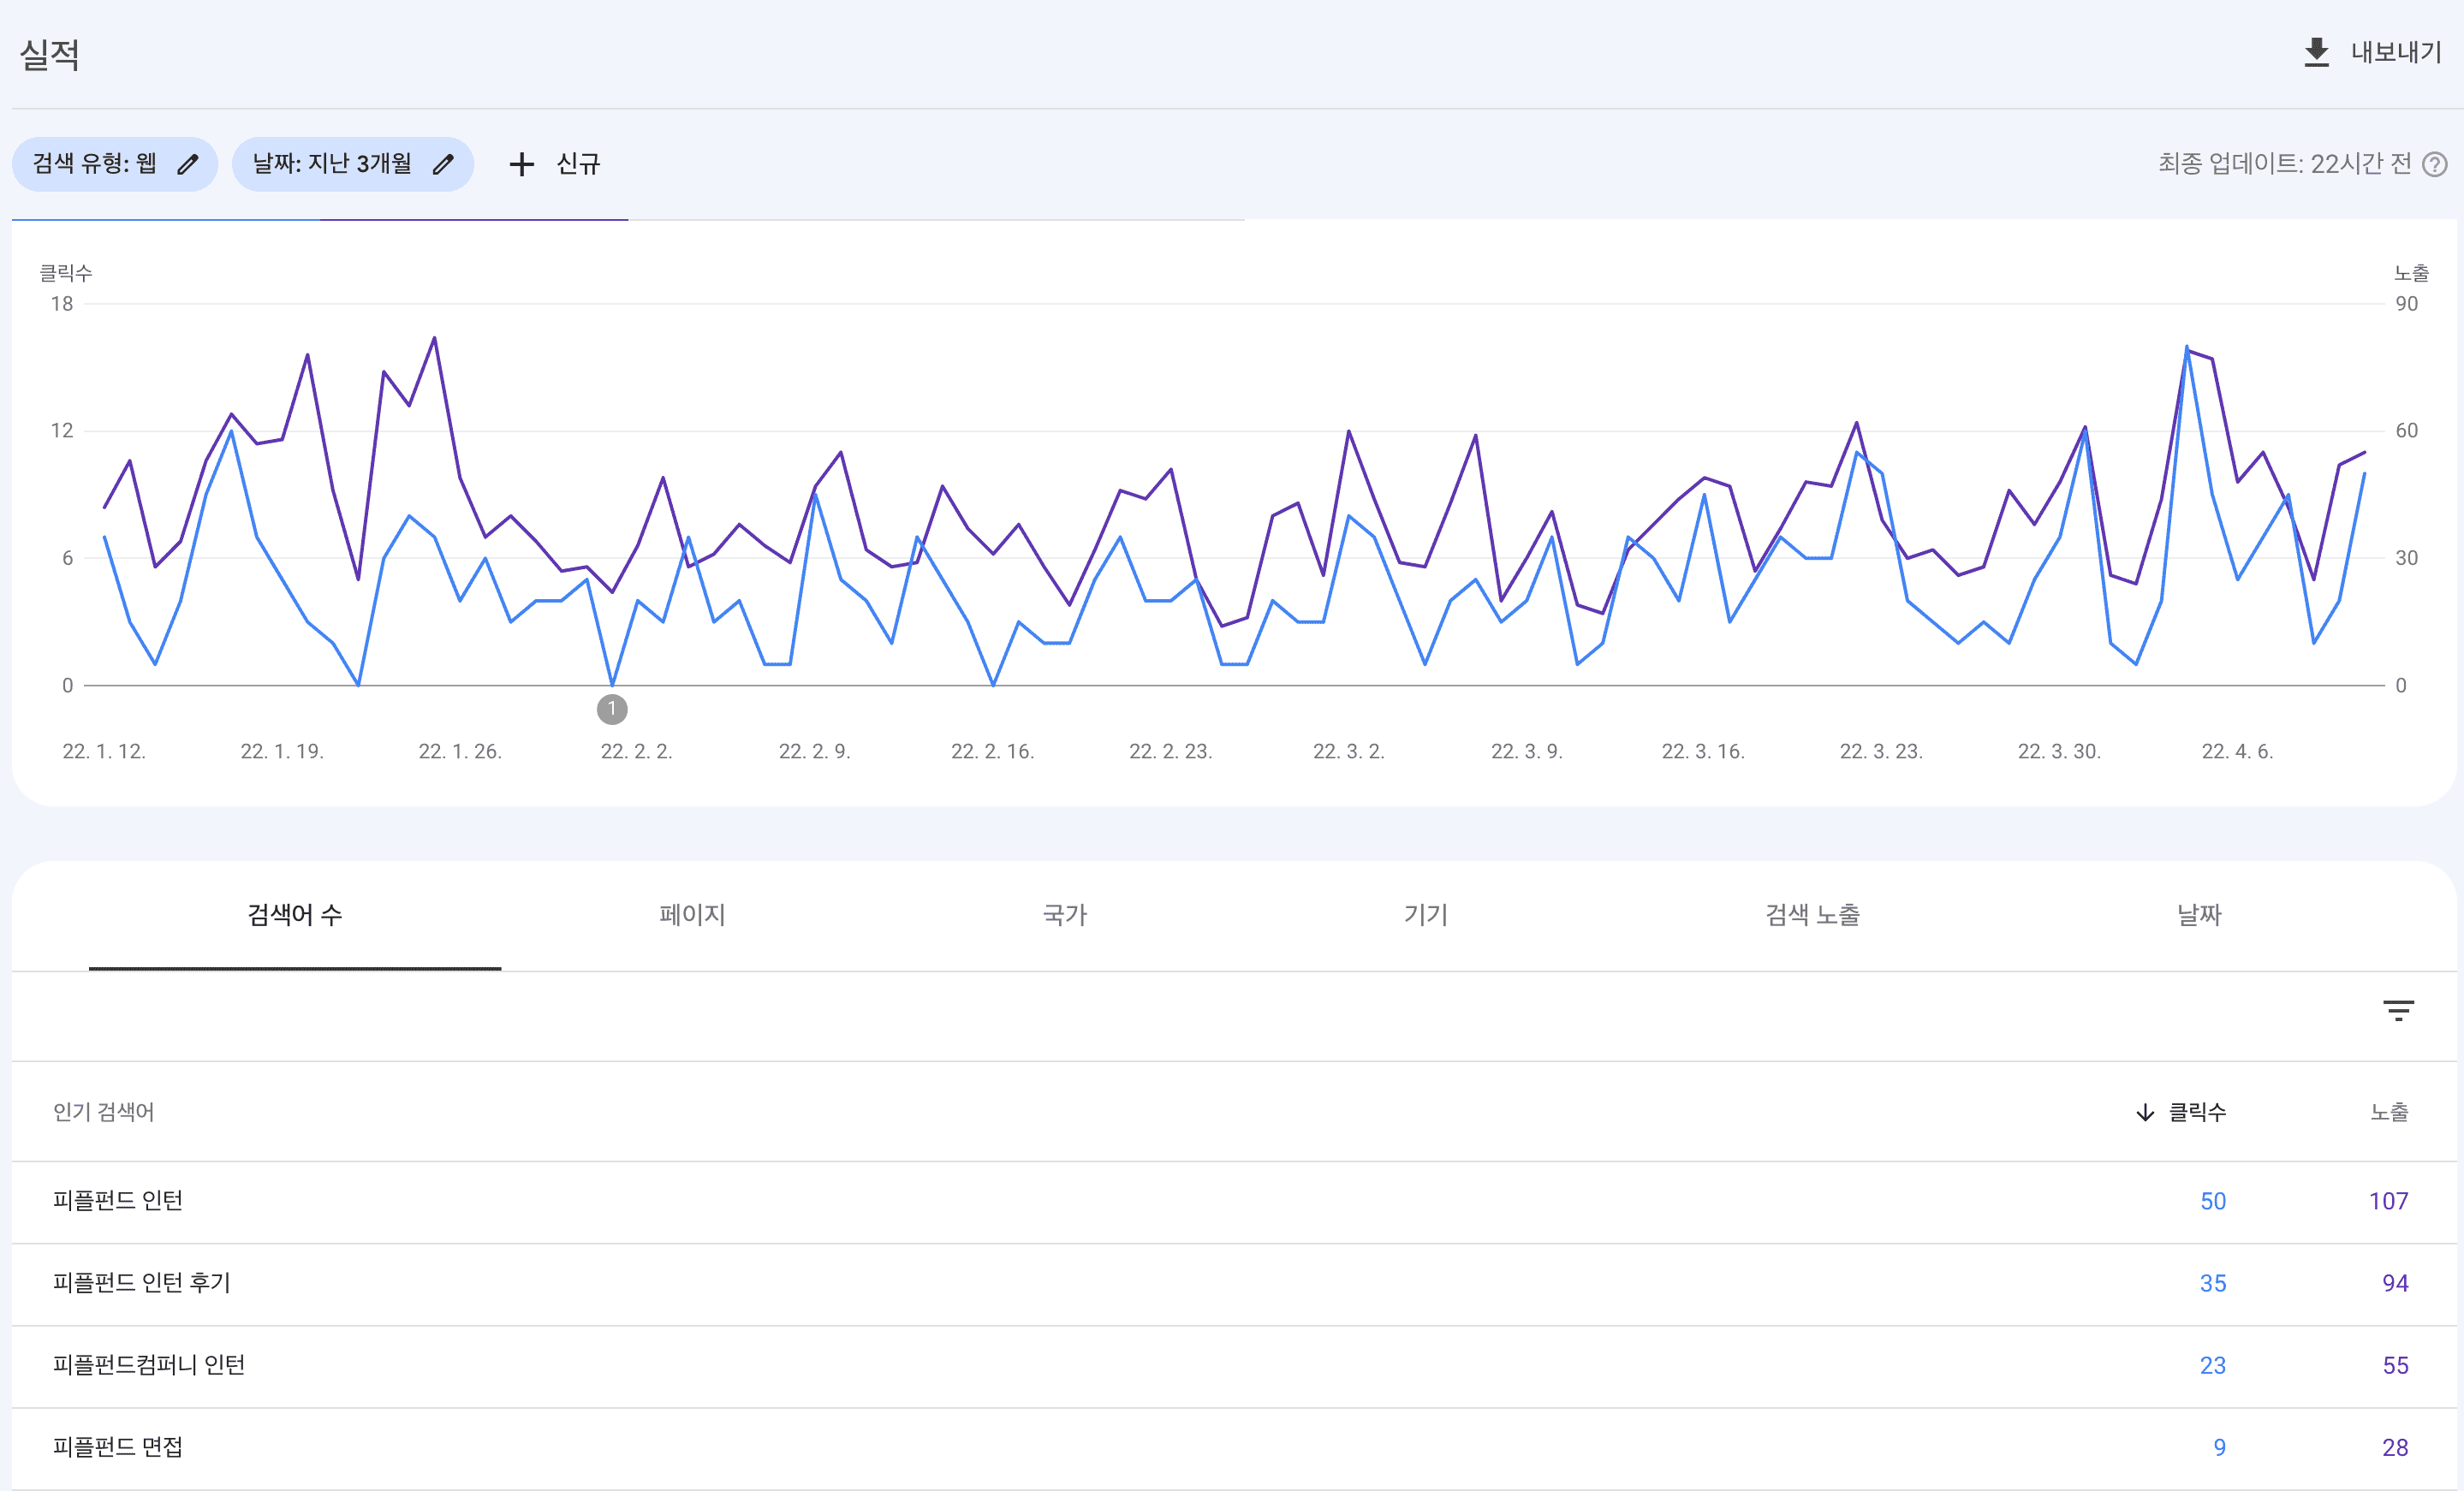 실적
내보내기
검색 유형: 웹
날짜: 지난 3개월
신규
최종 업데이트: 22시간 전
클릭수
노출
18
90
12
60
6
30
0
0
1
22. 1. 12.
22. 1. 19.
22. 1. 26.
22. 2. 2.
22. 2. 9.
22. 2. 16.
22. 2. 23.
22. 3. 2.
22. 3. 9.
22. 3. 16.
22. 3. 23.
22. 3. 30.
22. 4. 6.
검색어 수
페이지
국가
기기
검색 노출
날짜
인기 검색어
클릭수
노출
피플펀드 인턴
50
107
피플펀드 인턴 후기
35
94
피플펀드컴퍼니 인턴
23
55
피플펀드 면접
9
28